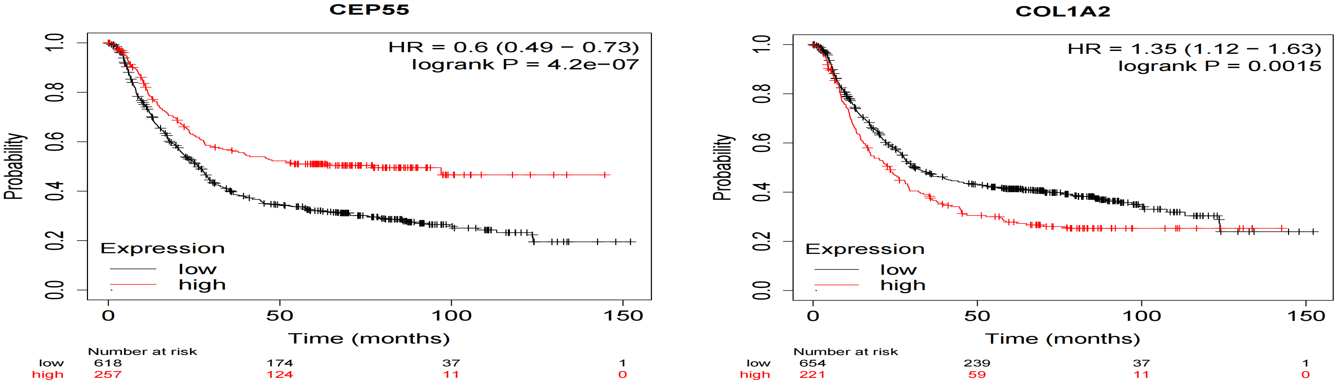 CEP55
HR = 0.6 (0.49 − 0.73)
logrank P = 4.2e−07
Probability
1.0
0.8
0.6
0.4
0.2
0.0
Expression
low
high
0 50 100 150
Time (months)
Number at risk
low 618 174 37 1
high 257 124 11 0
COL1A2
HR = 1.35 (1.12 − 1.63)
logrank P = 0.0015
Probability
1.0
0.8
0.6
0.4
0.2
0.0
Expression
low
high
0 50 100 150
Time (months)
Number at risk
low 654 239 37 1
high 221 59 11 0